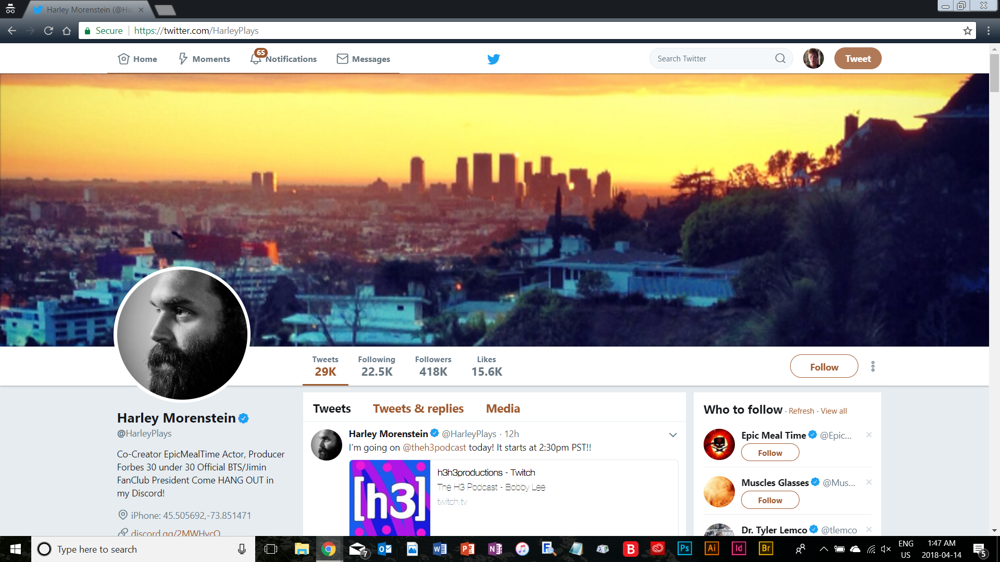 Harley Morenstein (@Ha
Secure https://twitter.com/HarleyPlays
Home Moments 65 Notifications Messages Search Twitter Tweet
Tweets Following Followers Likes
29K 22.5K 418K 15.6K
Follow
Harley Morenstein
@HarleyPlays
Co-Creator EpicMealTime Actor, Producer
Forbes 30 under 30 Official BTS/Jimin
FanClub President Come HANG OUT in
my Discord!
iPhone: 45.505692,-73.851471
discord.gg/2MWHvcQ
Tweets Tweets & replies Media
Harley Morenstein @HarleyPlays · 12h
I'm going on @theh3podcast today! It starts at 2:30pm PST!!
[h3]
h3h3productions - Twitch
The H3 Podcast - Bobby Lee
twitch.tv
Who to follow · Refresh · View all
Epic Meal Time @Epic...
Follow
Muscles Glasses @Mus...
Follow
Dr. Tyler Lemco @tlemco
Type here to search
7
B
Ps
Ai
Id
Br
ENG
US
1:47 AM
2018-04-14
5